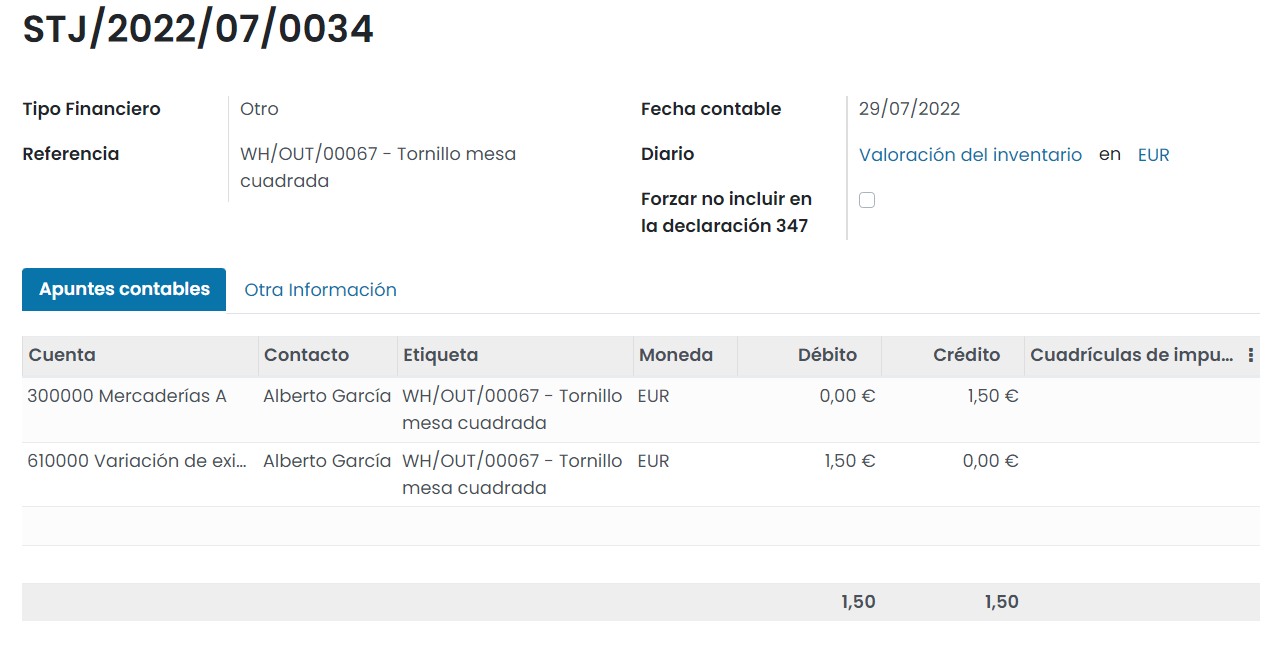 STJ/2022/07/0034
Tipo Financiero Otro
Referencia WH/OUT/00067 - Tornillo mesa
cuadrada
Fecha contable 29/07/2022
Diario Valoración del inventario en EUR
Forzar no incluir en
la declaración 347
Apuntes contables Otra Información
Cuenta Contacto Etiqueta Moneda Débito Crédito Cuadrículas de impu...
300000 Mercaderías A Alberto García WH/OUT/00067 - Tornillo EUR 0,00 € 1,50 €
mesa cuadrada
610000 Variación de exi... Alberto García WH/OUT/00067 - Tornillo EUR 1,50 € 0,00 €
mesa cuadrada
1,50 1,50